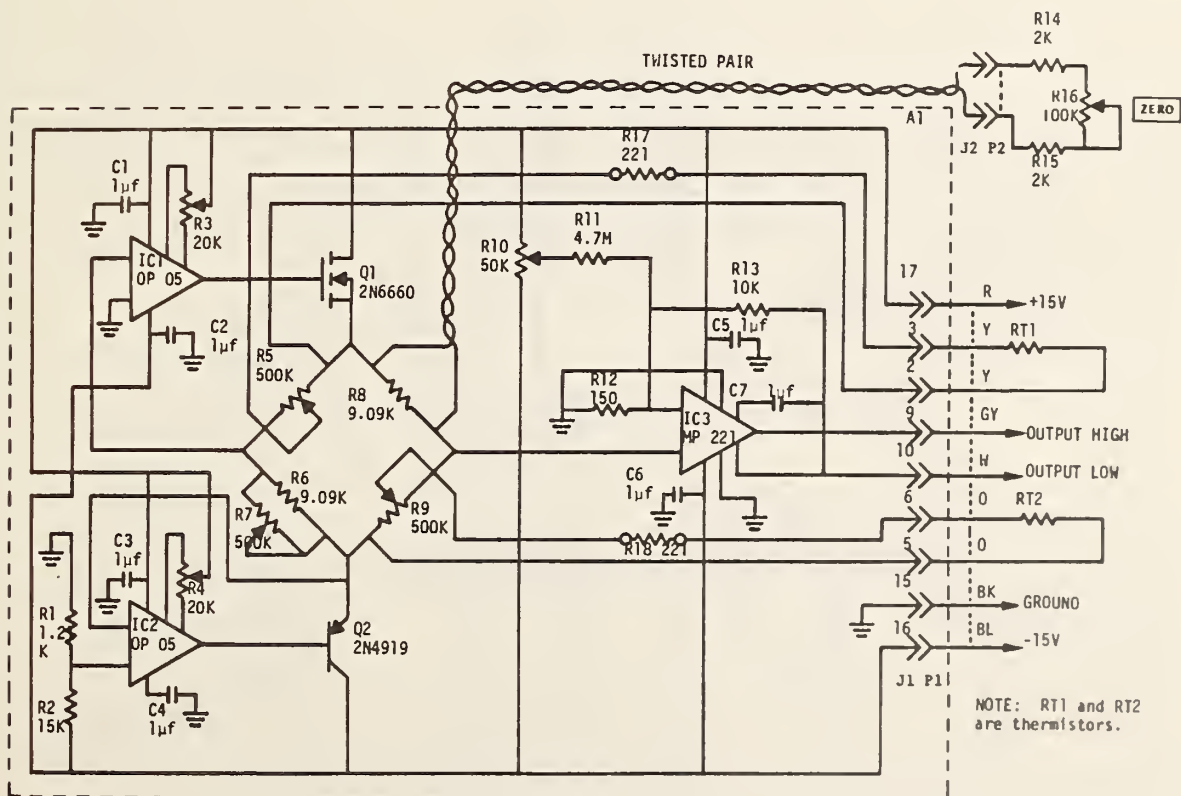 R14
2K
TWISTED PAIR
R16
100K
ZERO
A1
J2 P2
R15
2K
R17
221
C1
1µf
R3
20K
R11
4.7M
R10
50K
IC1
OP 05
Q1
2N6660
R13
10K
17
R
+15V
C2
1µf
C5
1µf
3
Y
RT1
R5
500K
R8
9.09K
R12
150
C7
1µf
2
Y
IC3
MP 221
9
GY
OUTPUT HIGH
10
W
OUTPUT LOW
R6
9.09K
C6
1µf
6
O
RT2
R7
500K
R9
500K
R18 221
5
O
C3
1µf
R4
20K
15
BK
GROUND
R1
1.2
K
IC2
OP 05
Q2
2N4919
16
BL
-15V
J1 P1
R2
15K
C4
1µf
NOTE: RT1 and RT2
are thermistors.